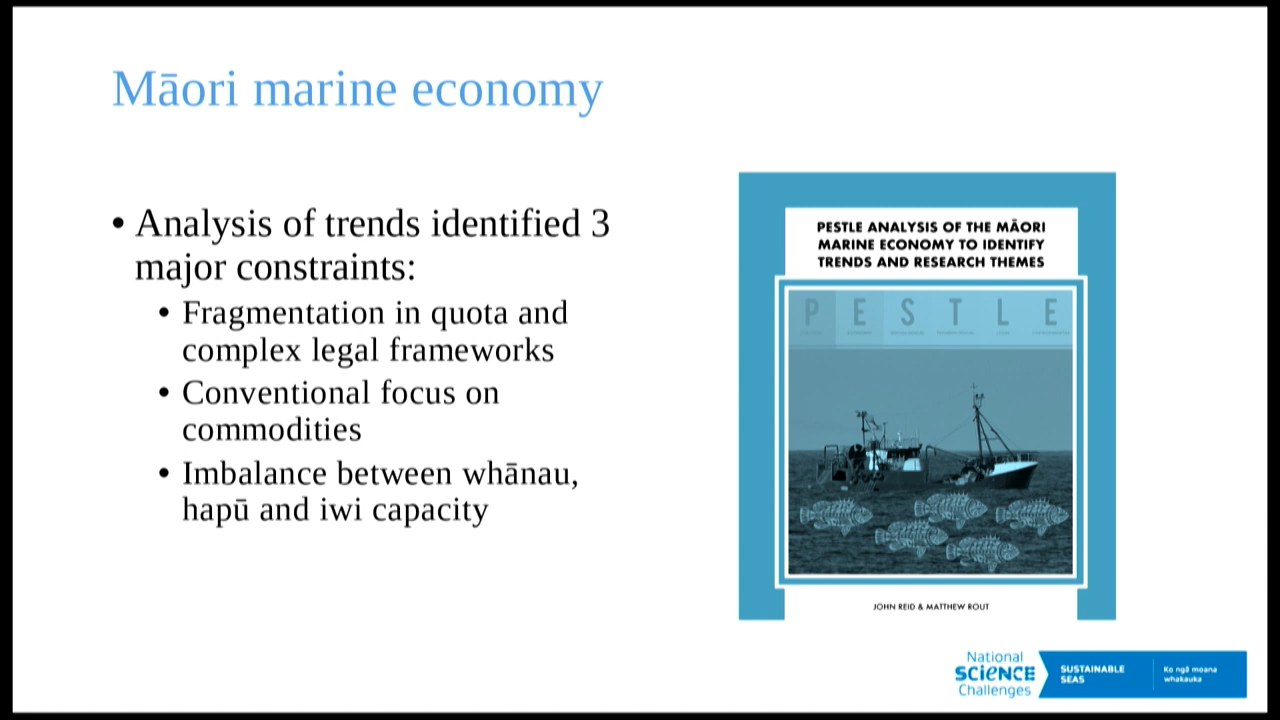 Māori marine economy
• Analysis of trends identified 3
major constraints:
• Fragmentation in quota and
complex legal frameworks
• Conventional focus on
commodities
• Imbalance between whānau,
hapū and iwi capacity
PESTLE ANALYSIS OF THE MĀORI
MARINE ECONOMY TO IDENTIFY
TRENDS AND RESEARCH THEMES
P E S T L E
JOHN REID & MATTHEW ROUT
National
SCIENCE
Challenges
SUSTAINABLE
SEAS
Ko ngā moana
whakauka